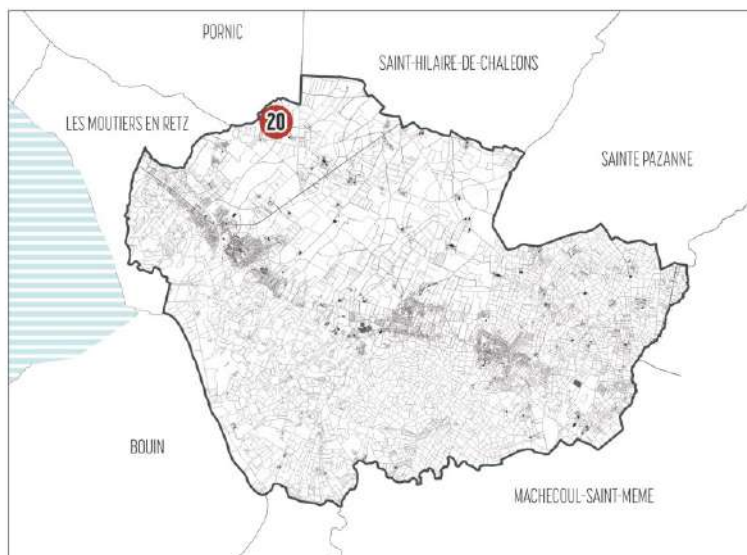 PORNIC
SAINT-HILAIRE-DE-CHALEONS
20
LES MOUTIERS EN RETZ
SAINTE PAZANNE
BOUIN
MACHECOUL-SAINT-MEME